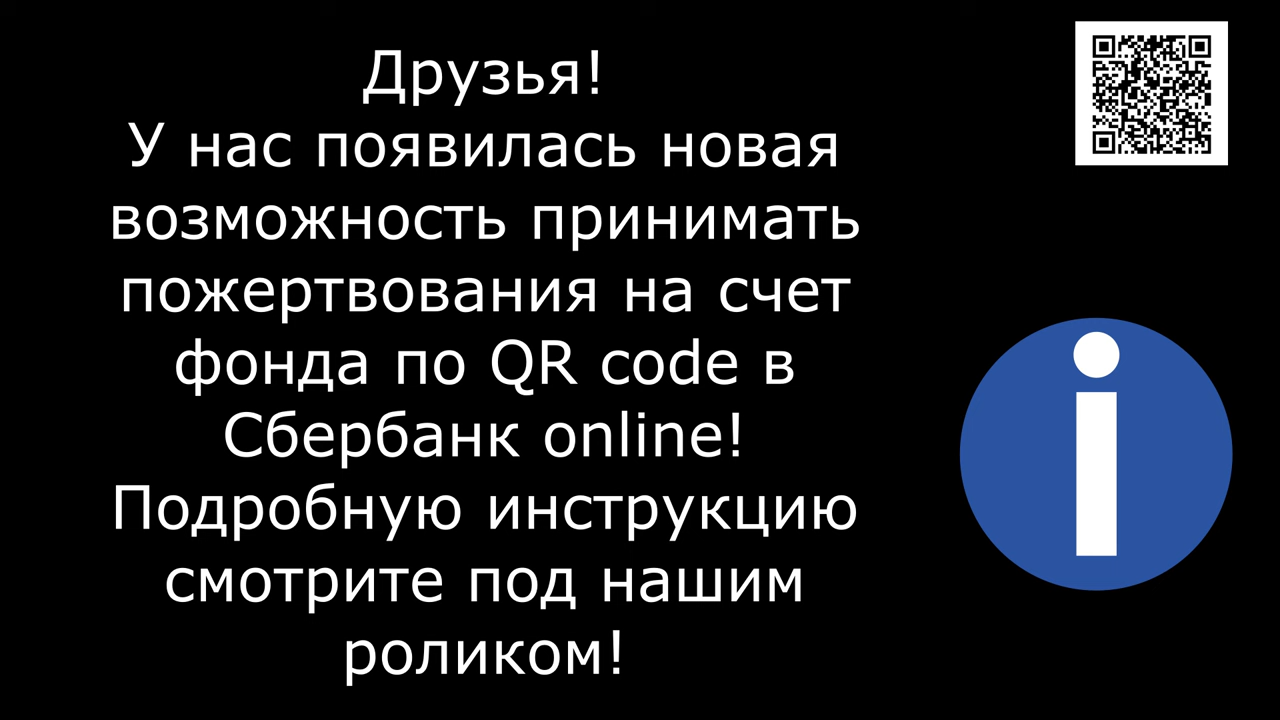 Друзья!
У нас появилась новая
возможность принимать
пожертвования на счет
фонда по QR code в
Сбербанк online!
Подробную инструкцию
смотрите под нашим
роликом!
i